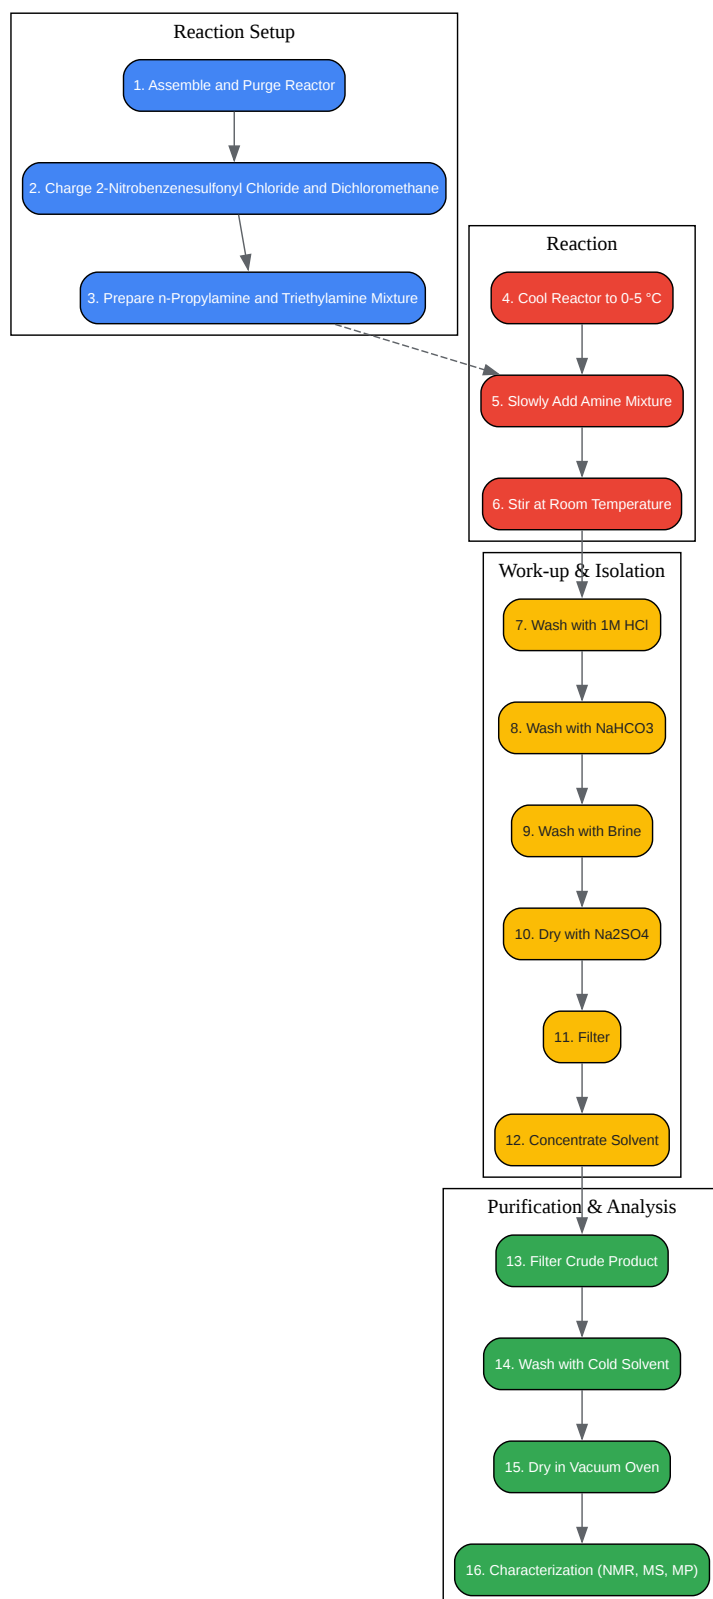 Reaction Setup
1. Assemble and Purge Reactor
2. Charge 2-Nitrobenzenesulfonyl Chloride and Dichloromethane
3. Prepare n-Propylamine and Triethylamine Mixture
Reaction
4. Cool Reactor to 0-5 °C
5. Slowly Add Amine Mixture
6. Stir at Room Temperature
Work-up & Isolation
7. Wash with 1M HCl
8. Wash with NaHCO3
9. Wash with Brine
10. Dry with Na2SO4
11. Filter
12. Concentrate Solvent
Purification & Analysis
13. Filter Crude Product
14. Wash with Cold Solvent
15. Dry in Vacuum Oven
16. Characterization (NMR, MS, MP)